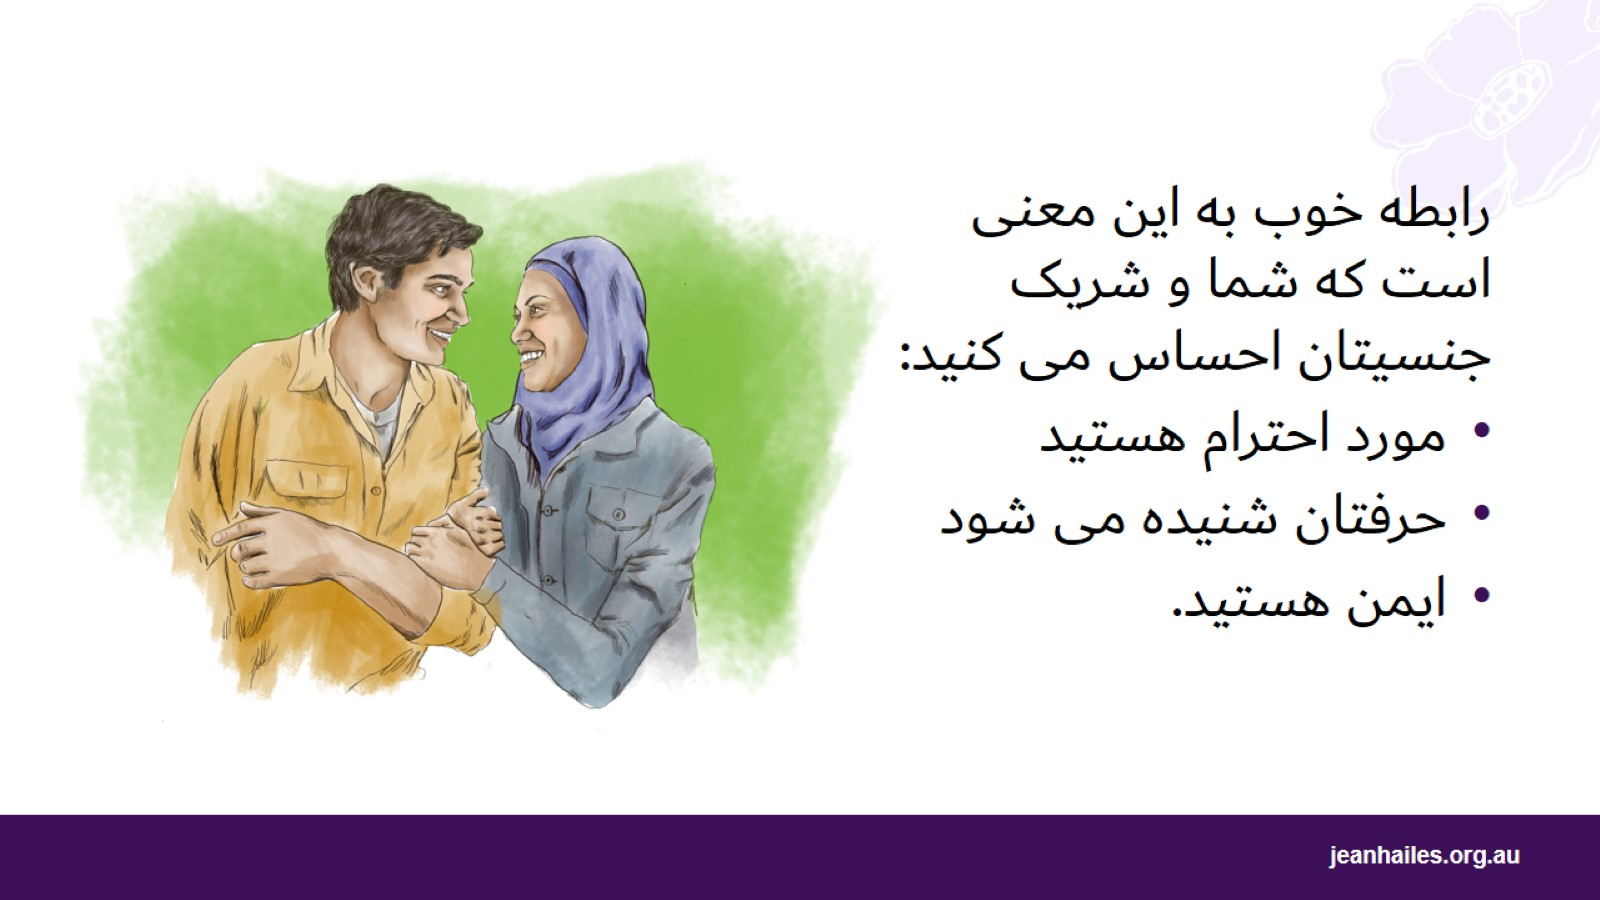 رابطه خوب به این معنی
است که شما و شریک
جنسیتان احساس می کنید:
• مورد احترام هستید
• حرفتان شنیده می شود
• ایمن هستید.
jeanhailes.org.au